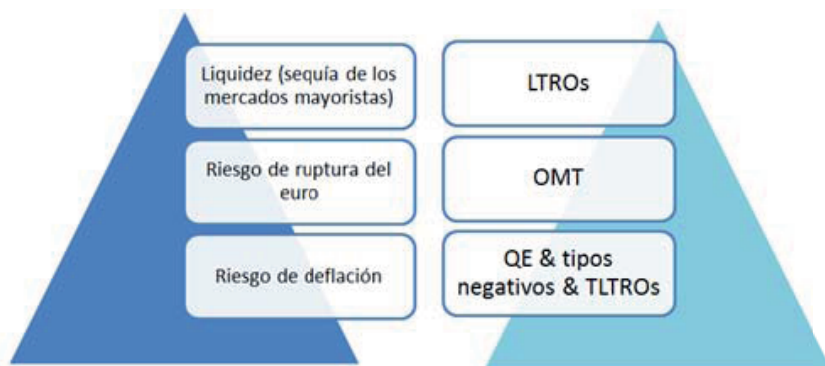 Liquidez (sequía de los
mercados mayoristas)
LTROs
Riesgo de ruptura del
euro
OMT
Riesgo de deflación
QE & tipos
negativos & TLTROs